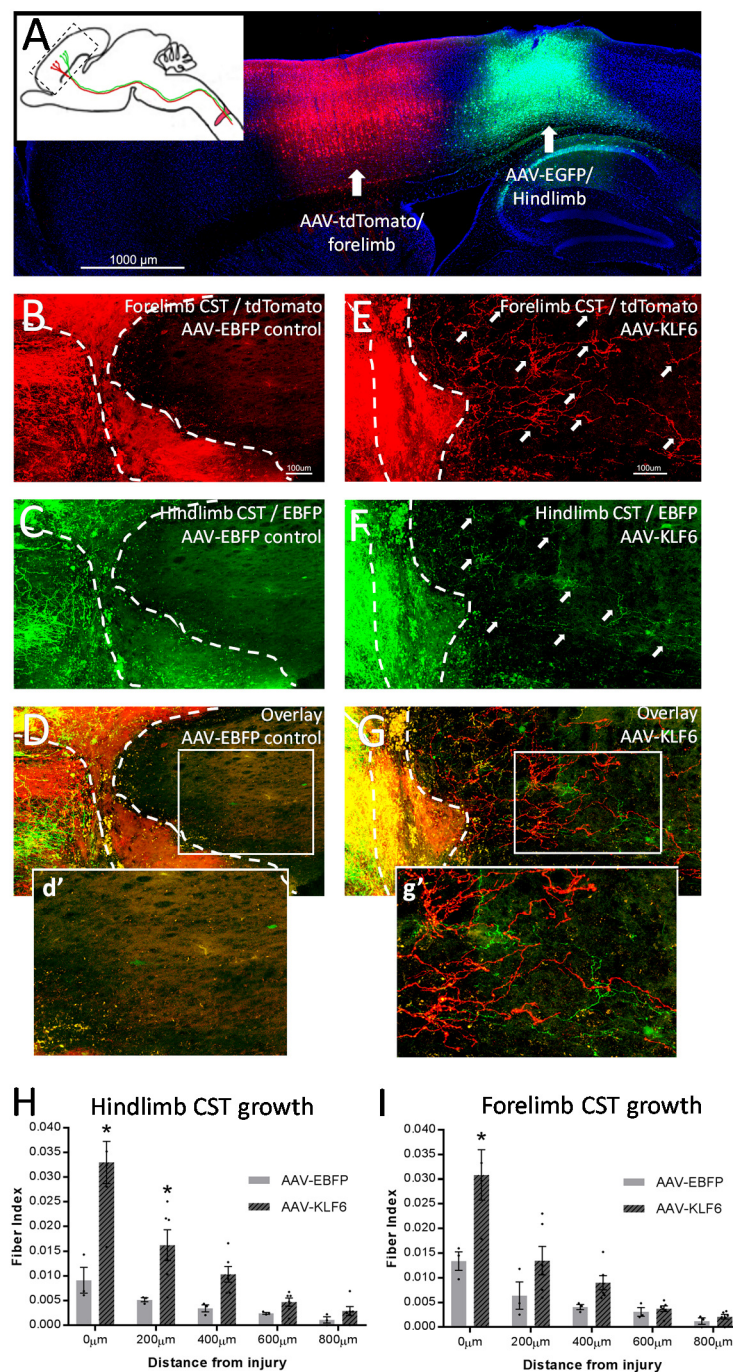 A
AAV-tdTomato/
forelimb
AAV-EGFP/
Hindlimb
1000 µm
B
Forelimb CST / tdTomato
AAV-EBFP control
100um
E
Forelimb CST / tdTomato
AAV-KLF6
100um
C
Hindlimb CST / EBFP
AAV-EBFP control
F
Hindlimb CST / EBFP
AAV-KLF6
D
Overlay
AAV-EBFP control
G
Overlay
AAV-KLF6
d'
g'
H
Hindlimb CST growth
0.040
0.035
0.030
0.025
0.020
0.015
0.010
0.005
0.000
Fiber Index
*
*
AAV-EBFP
AAV-KLF6
0µm 200µm 400µm 600µm 800µm
Distance from injury
I
Forelimb CST growth
0.040
0.035
0.030
0.025
0.020
0.015
0.010
0.005
0.000
Fiber Index
*
AAV-EBFP
AAV-KLF6
0µm 200µm 400µm 600µm 800µm
Distance from injury